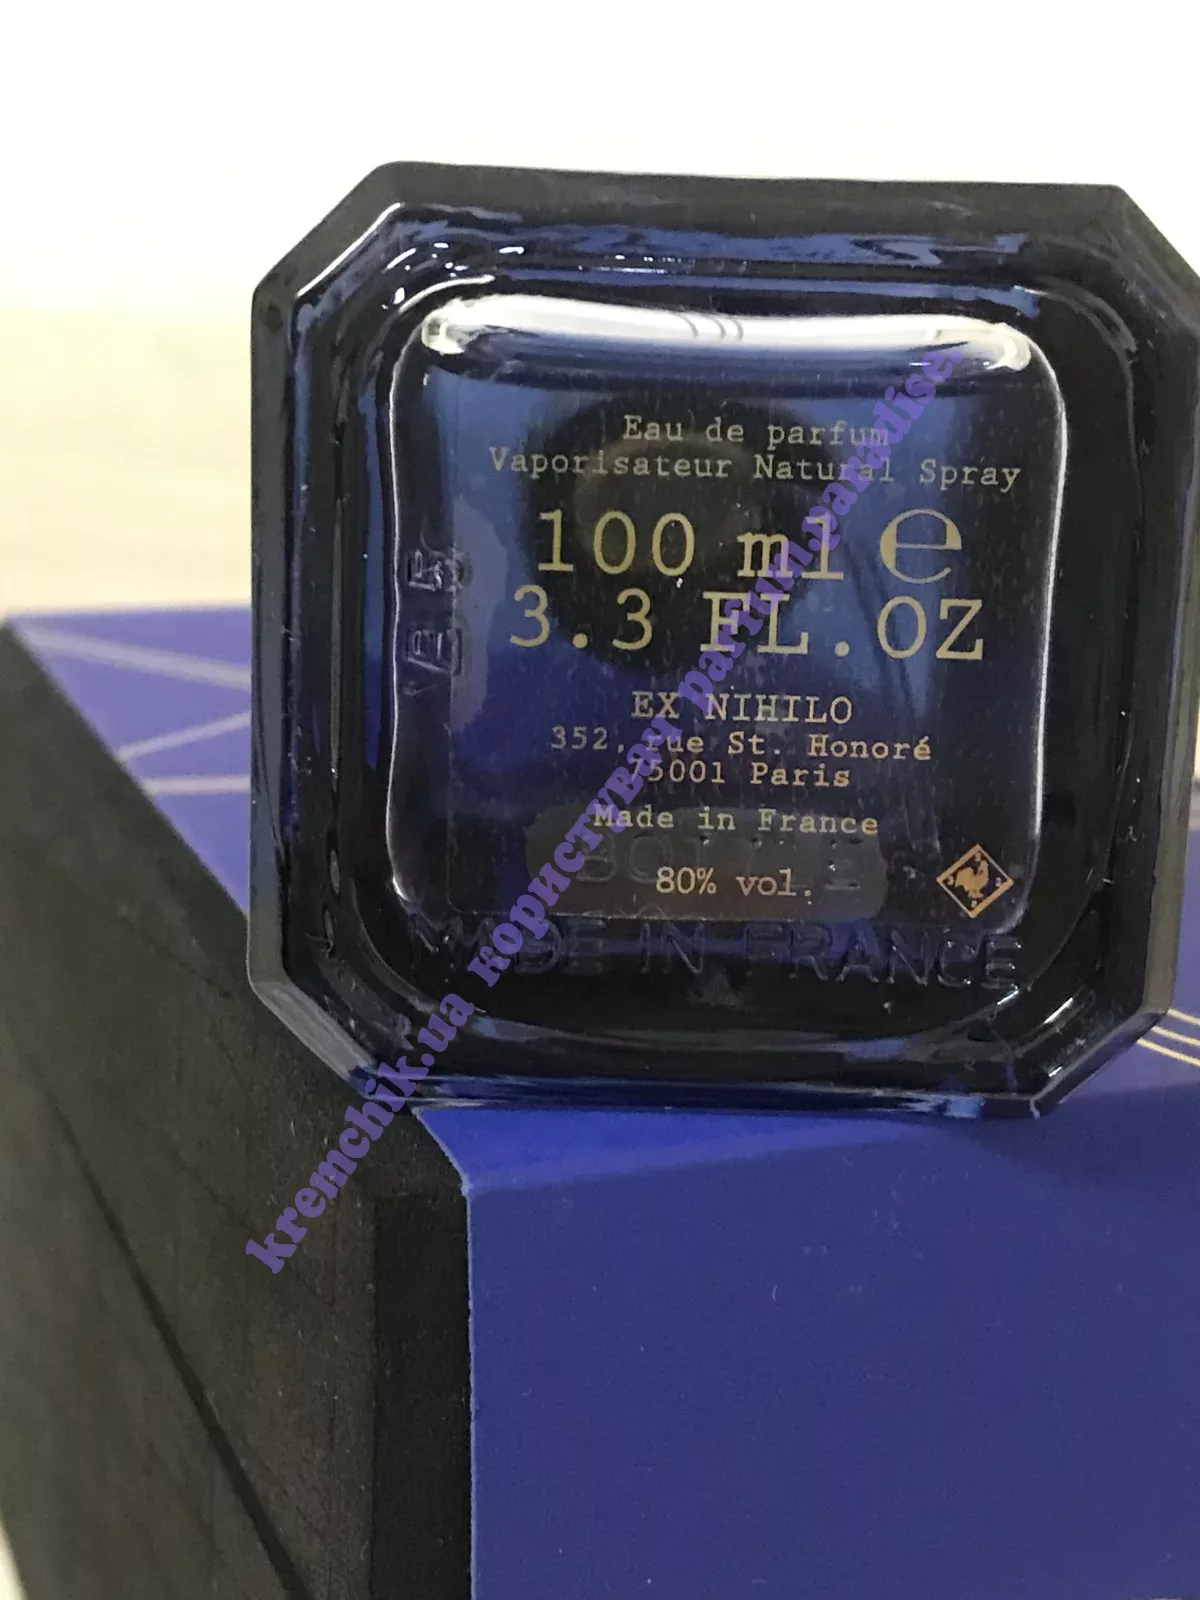 Eau de parfum
Vaporisateur Natural Spray
100 ml ℮
3.3 FL.OZ
EX NIHILO
352, rue St. Honoré
75001 Paris
Made in France
80% vol.
BOTTLE
MADE IN FRANCE
kremchik.ua користувач parfum.paradise.